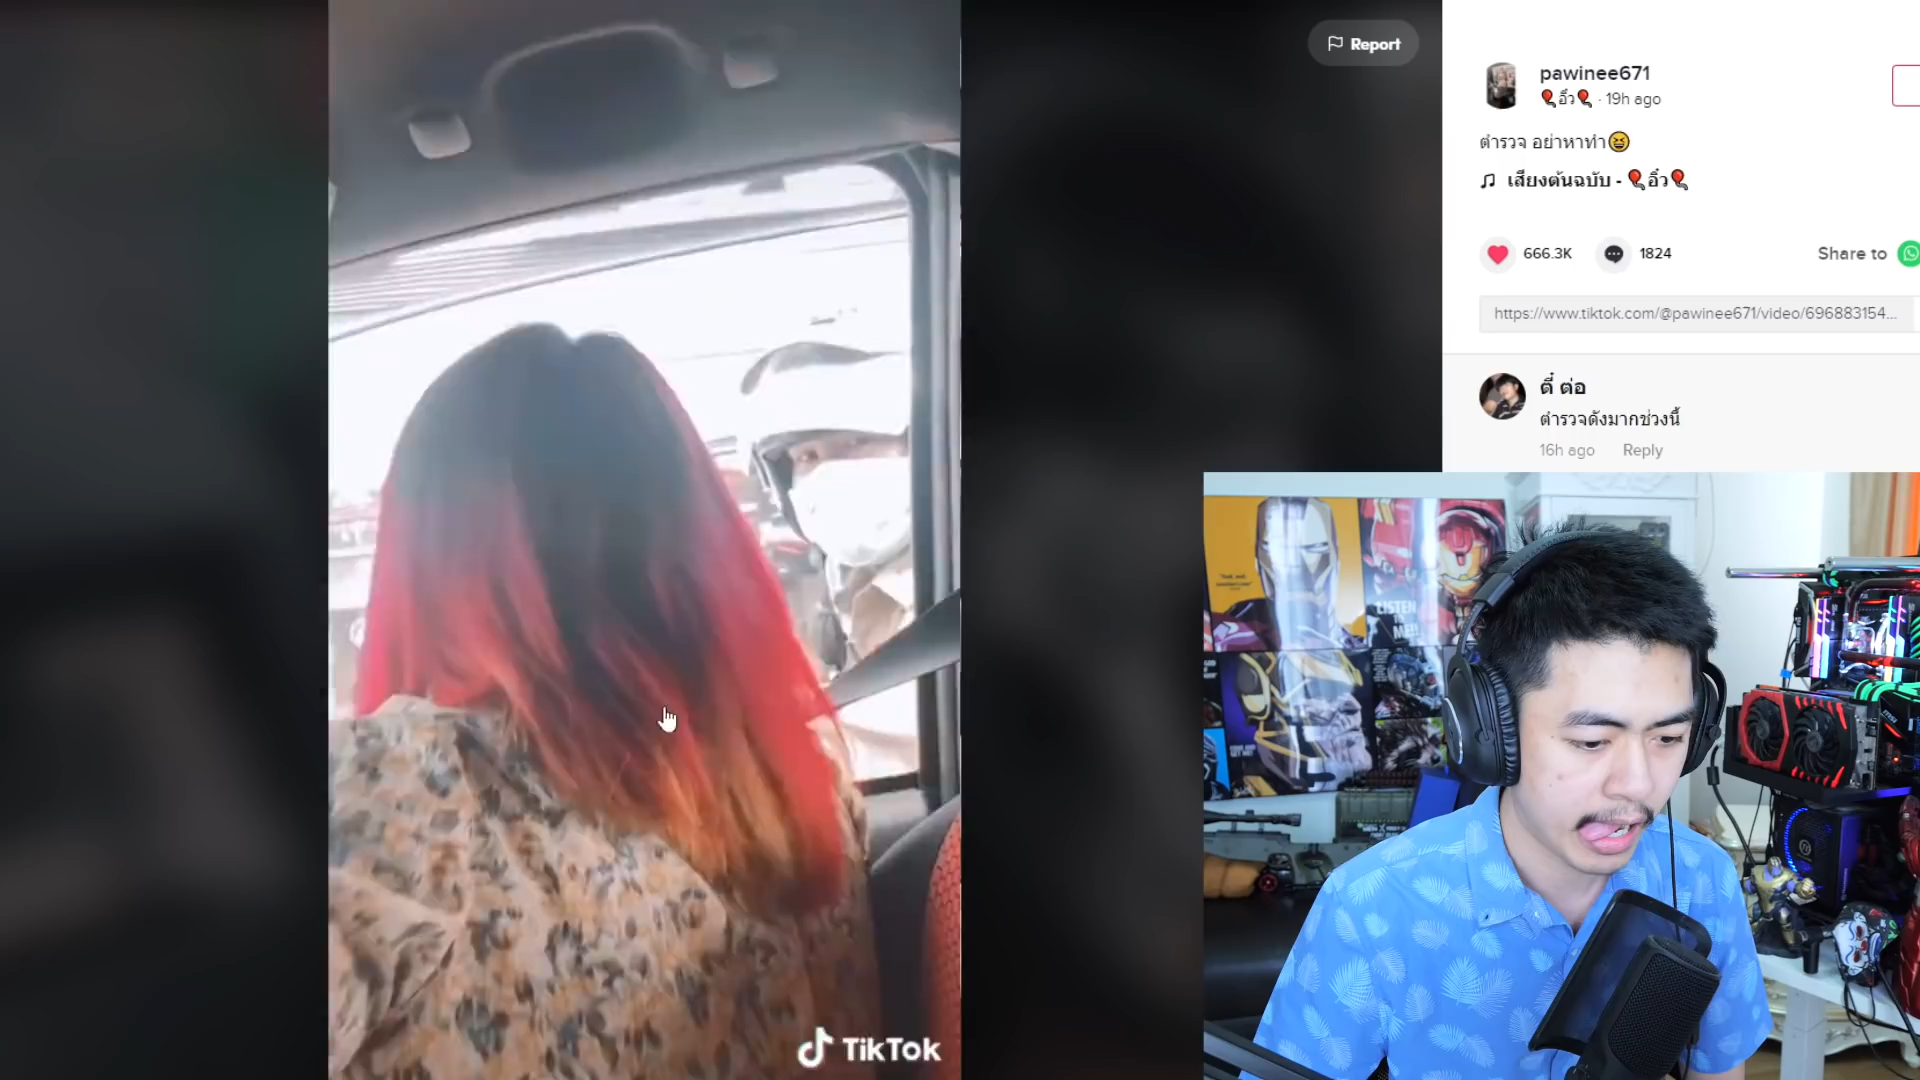 Report
pawinee671
🎈อิ๋ว🎈 · 19h ago
ตำรวจ อย่าหาทำ😆
♫ เสียงต้นฉบับ - 🎈อิ๋ว🎈
666.3K
1824
Share to
https://www.tiktok.com/@pawinee671/video/696883154...
ตี๋ ต่อ
ตำรวจดังมากช่วงนี้
16h ago Reply
LISTEN
TO
ME!!
TikTok